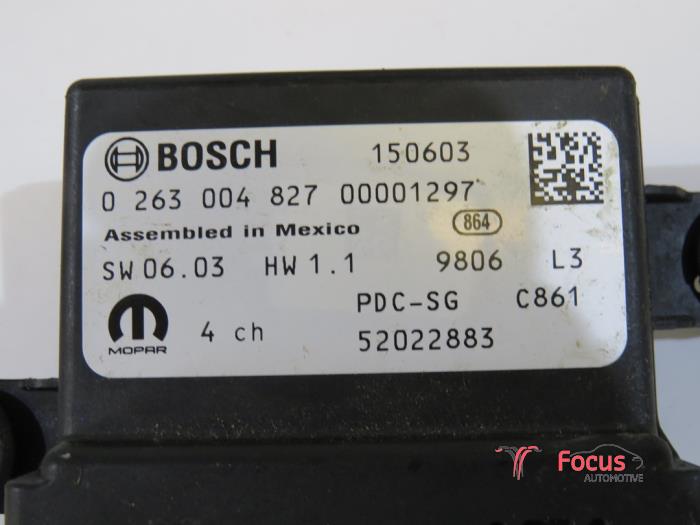 BOSCH 150603
0 263 004 827 00001297
Assembled in Mexico 864
SW 06.03 HW 1.1 9806 L3
PDC-SG C861
MOPAR 4 ch 52022883
Focus
AUTOMOTIVE